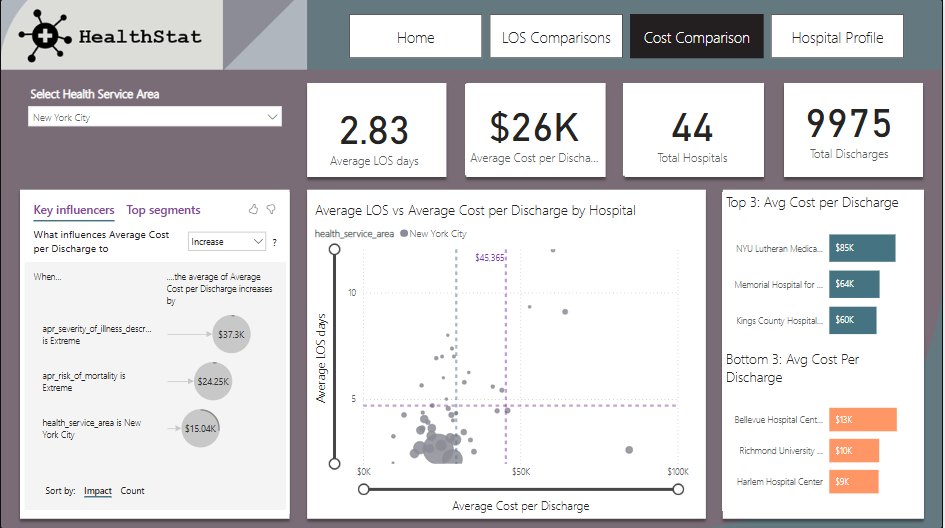 HealthStat
Home
LOS Comparisons
Cost Comparison
Hospital Profile
Select Health Service Area
New York City
2.83
Average LOS days
$26K
Average Cost per Discha...
44
Total Hospitals
9975
Total Discharges
Key influencers
Top segments
What influences Average Cost
per Discharge to
Increase
?
When...
....the average of Average
Cost per Discharge increases
by
apr_severity_of_illness_descr...
is Extreme
$37.3K
apr_risk_of_mortality is
Extreme
$24.25K
health_service_area is New
York City
$15.04K
Sort by:
Impact
Count
Average LOS vs Average Cost per Discharge by Hospital
health_service_area
New York City
$45,365
10
5
Average LOS days
$0K
$50K
$100K
Average Cost per Discharge
Top 3: Avg Cost per Discharge
NYU Lutheran Medica...
$85K
Memorial Hospital for ...
$64K
Kings County Hospital...
$60K
Bottom 3: Avg Cost Per
Discharge
Bellevue Hospital Cent...
$13K
Richmond University ...
$10K
Harlem Hospital Center
$9K